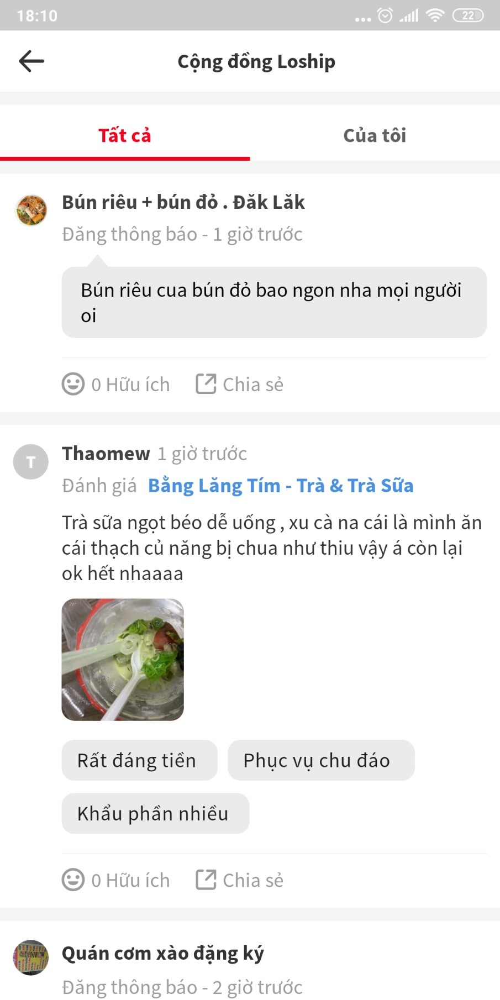 18:10
22
Cộng đồng Loship
Tất cả
Của tôi
Bún riêu + bún đỏ . Đăk Lăk
Đăng thông báo - 1 giờ trước
Bún riêu cua bún đỏ bao ngon nha mọi người
oi
0 Hữu ích
Chia sẻ
T
Thaomew 1 giờ trước
Đánh giá Bằng Lăng Tím - Trà & Trà Sữa
Trà sữa ngọt béo dễ uống , xu cà na cái là mình ăn
cái thạch củ năng bị chua như thiu vậy á còn lại
ok hết nhaaaa
Rất đáng tiền
Phục vụ chu đáo
Khẩu phần nhiều
0 Hữu ích
Chia sẻ
Quán cơm xào đặng ký
Đăng thông báo - 2 giờ trước